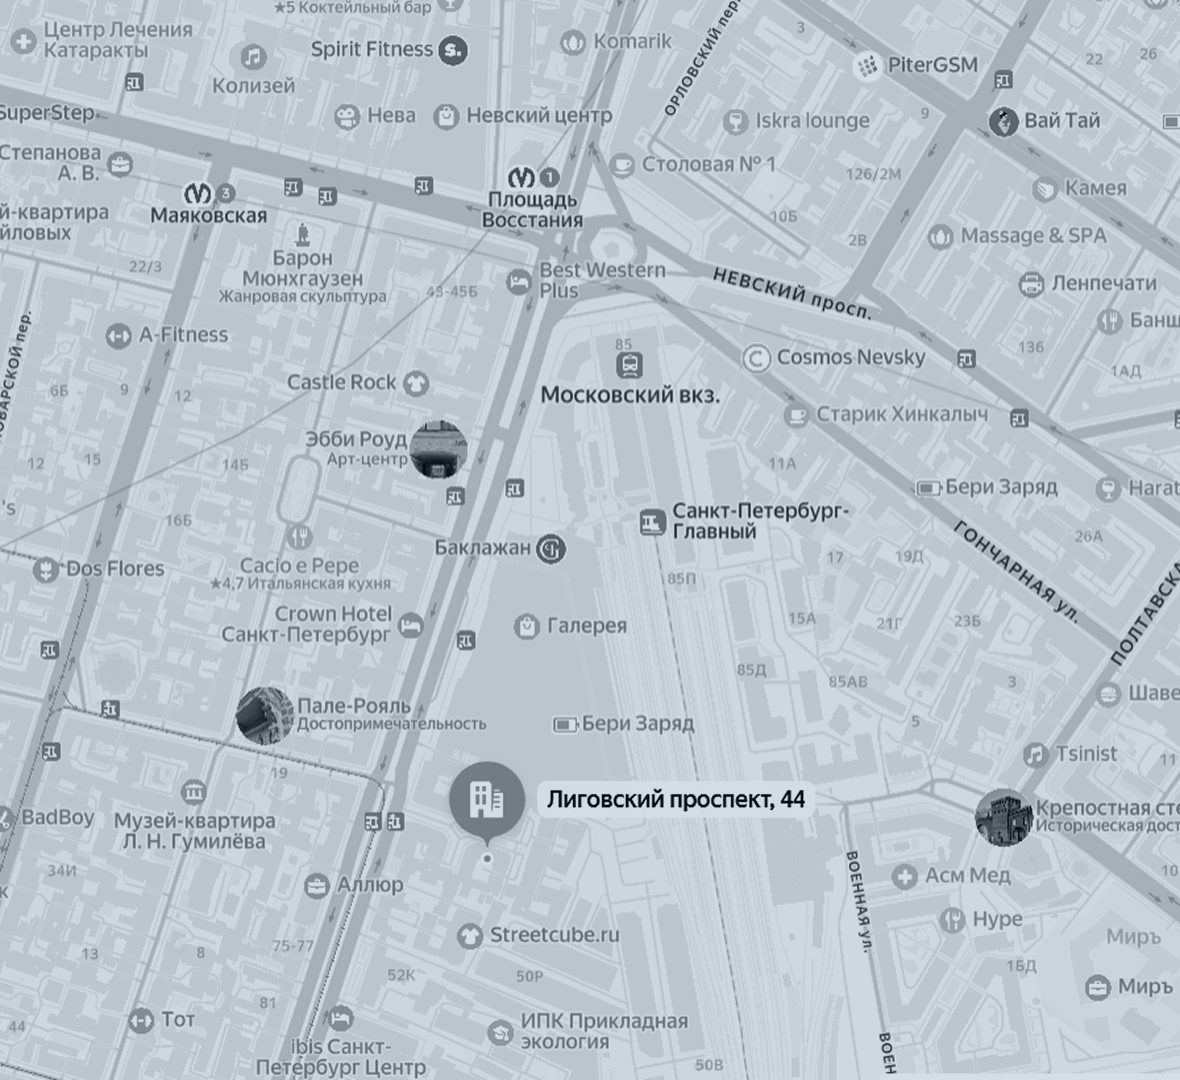 ★5 Коктейльный бар
Центр Лечения
Катаракты
Spirit Fitness
s.
Komarik
ОРЛОВСКИЙ пер.
3
PiterGSM
22
26
Колизей
SuperStep
Нева
Невский центр
Iskra lounge
9
Вай Тай
Степанова
А. В.
Столовая № 1
126/2М
Камея
3
Маяковская
1
Площадь
Восстания
10Б
2В
Massage & SPA
й-квартира
йловых
22/3
Барон
Мюнхгаузен
Жанровая скульптура
43-45Б
Best Western
Plus
НЕВСКИЙ просп.
Ленпечати
Банш
A-Fitness
85
Московский вкз.
Cosmos Nevsky
136
1АД
ОВАРСКОЙ пер.
6Б
9
12
Castle Rock
Старик Хинкалыч
Эбби Роуд
Арт-центр
12
15
14Б
11А
Бери Заряд
Harat
's
16Б
Санкт-Петербург-
Главный
ГОНЧАРНАЯ ул.
26А
Баклажан
17
19Д
Dos Flores
Cacio e Pepe
★4,7 Итальянская кухня
85П
ПОЛТАВСКА
Crown Hotel
Санкт-Петербург
Галерея
15А
21Г
23Б
85Д
85АВ
3
Шаве
Пале-Рояль
Достопримечательность
Бери Заряд
5
Tsinist
19
11
Лиговский проспект, 44
BadBoy
Музей-квартира
Л. Н. Гумилёва
Крепостная сте
Историческая дост
34И
К
Аллюр
ВОЕННАЯ ул.
Асм Мед
10
Hype
Streetcube.ru
Миръ
13
8
75-77
52К
50Р
15Д
Миръ
81
44
Тот
ИПК Прикладная
экология
ibis Санкт-
Петербург Центр
50В
ВОЕН